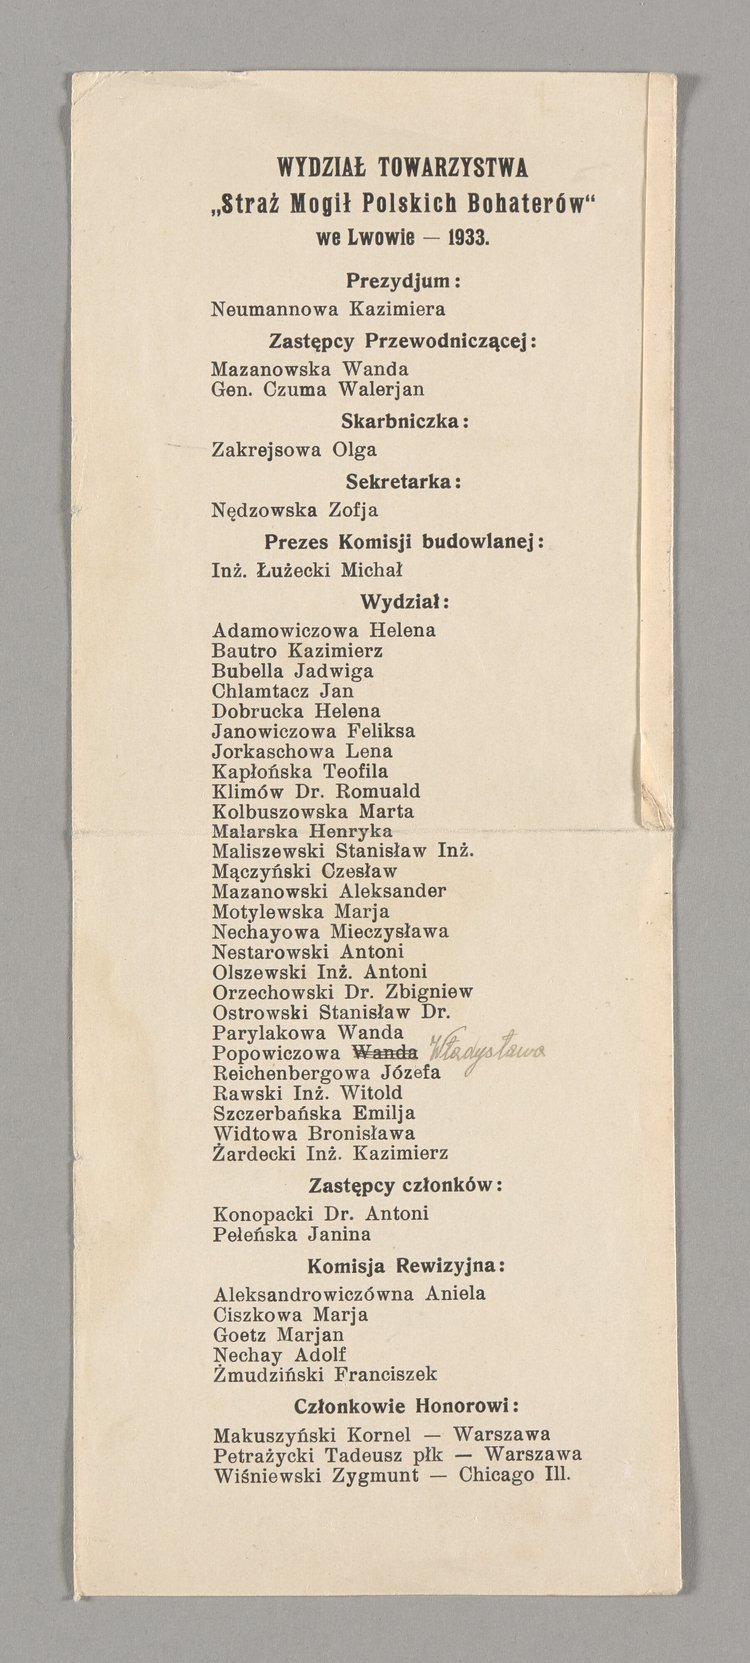 WYDZIAŁ TOWARZYSTWA
„Straż Mogił Polskich Bohaterów“
we Lwowie — 1933.
Prezydjum:
Neumannowa Kazimiera
Zastępcy Przewodniczącej:
Mazanowska Wanda
Gen. Czuma Walerjan
Skarbniczka:
Zakrejsowa Olga
Sekretarka:
Nędzowska Zofja
Prezes Komisji budowlanej:
Inż. Łużecki Michał
Wydział:
Adamowiczowa Helena
Bautro Kazimierz
Bubella Jadwiga
Chlamtacz Jan
Dobrucka Helena
Janowiczowa Feliksa
Jorkaschowa Lena
Kapłońska Teofila
Klimów Dr. Romuald
Kolbuszowska Marta
Malarska Henryka
Maliszewski Stanisław Inż.
Mączyński Czesław
Mazanowski Aleksander
Motylewska Marja
Nechayowa Mieczysława
Nestarowski Antoni
Olszewski Inż. Antoni
Orzechowski Dr. Zbigniew
Ostrowski Stanisław Dr.
Parylakowa Wanda
Popowiczowa Wanda Władysława
Reichenbergowa Józefa
Rawski Inż. Witold
Szczerbańska Emilja
Widtowa Bronisława
Żardecki Inż. Kazimierz
Zastępcy członków:
Konopacki Dr. Antoni
Pełeńska Janina
Komisja Rewizyjna:
Aleksandrowiczówna Aniela
Ciszkowa Marja
Goetz Marjan
Nechay Adolf
Żmudziński Franciszek
Członkowie Honorowi:
Makuszyński Kornel — Warszawa
Petrażycki Tadeusz płk — Warszawa
Wiśniewski Zygmunt — Chicago Ill.